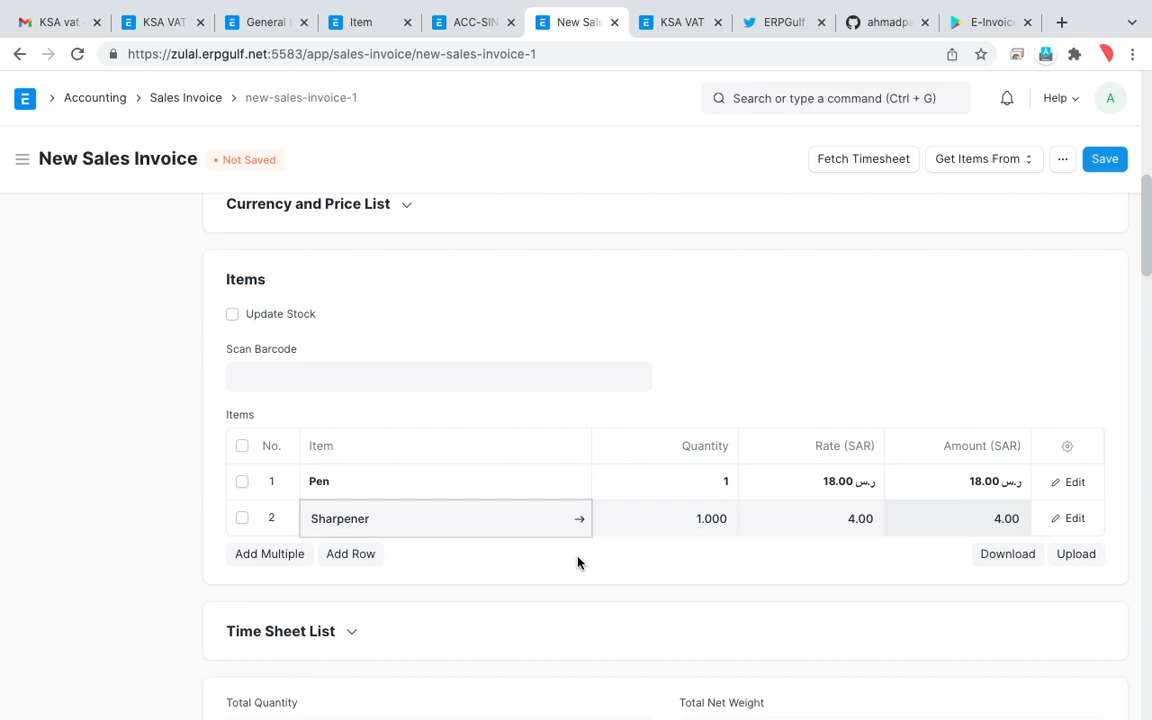 KSA vat
KSA VAT
General
Item
ACC-SIN
New Sale
KSA VAT
ERPGulf
ahmadpa
E-Invoice
https://zulal.erpgulf.net:5583/app/sales-invoice/new-sales-invoice-1
E
Accounting
Sales Invoice
new-sales-invoice-1
Search or type a command (Ctrl + G)
Help
A
New Sales Invoice
• Not Saved
Fetch Timesheet
Get Items From
...
Save
Currency and Price List
Items
Update Stock
Scan Barcode
Items
No. Item Quantity Rate (SAR) Amount (SAR)
1 Pen 1 18.00 ر.س 18.00 ر.س Edit
2 Sharpener → 1.000 4.00 4.00 Edit
Add Multiple
Add Row
Download
Upload
Time Sheet List
Total Quantity
Total Net Weight